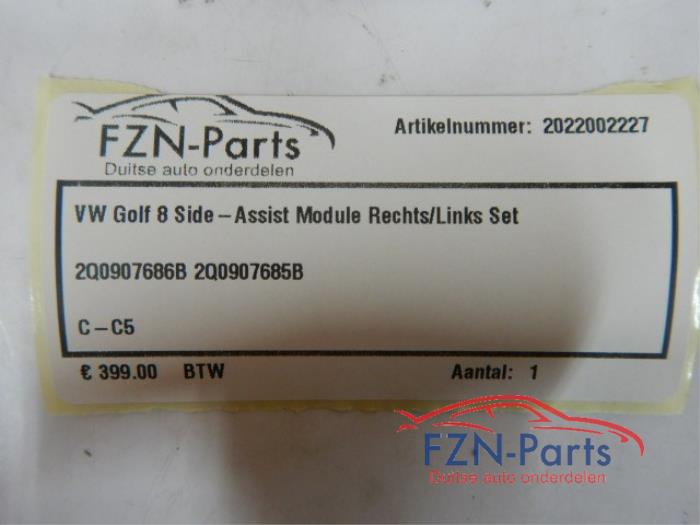 FZN-Parts
Duitse auto onderdelen
Artikelnummer: 2022002227
VW Golf 8 Side-Assist Module Rechts/Links Set
2Q0907686B 2Q0907685B
C-C5
€ 399.00 BTW
Aantal: 1
FZN-Parts
Duitse auto onderdelen